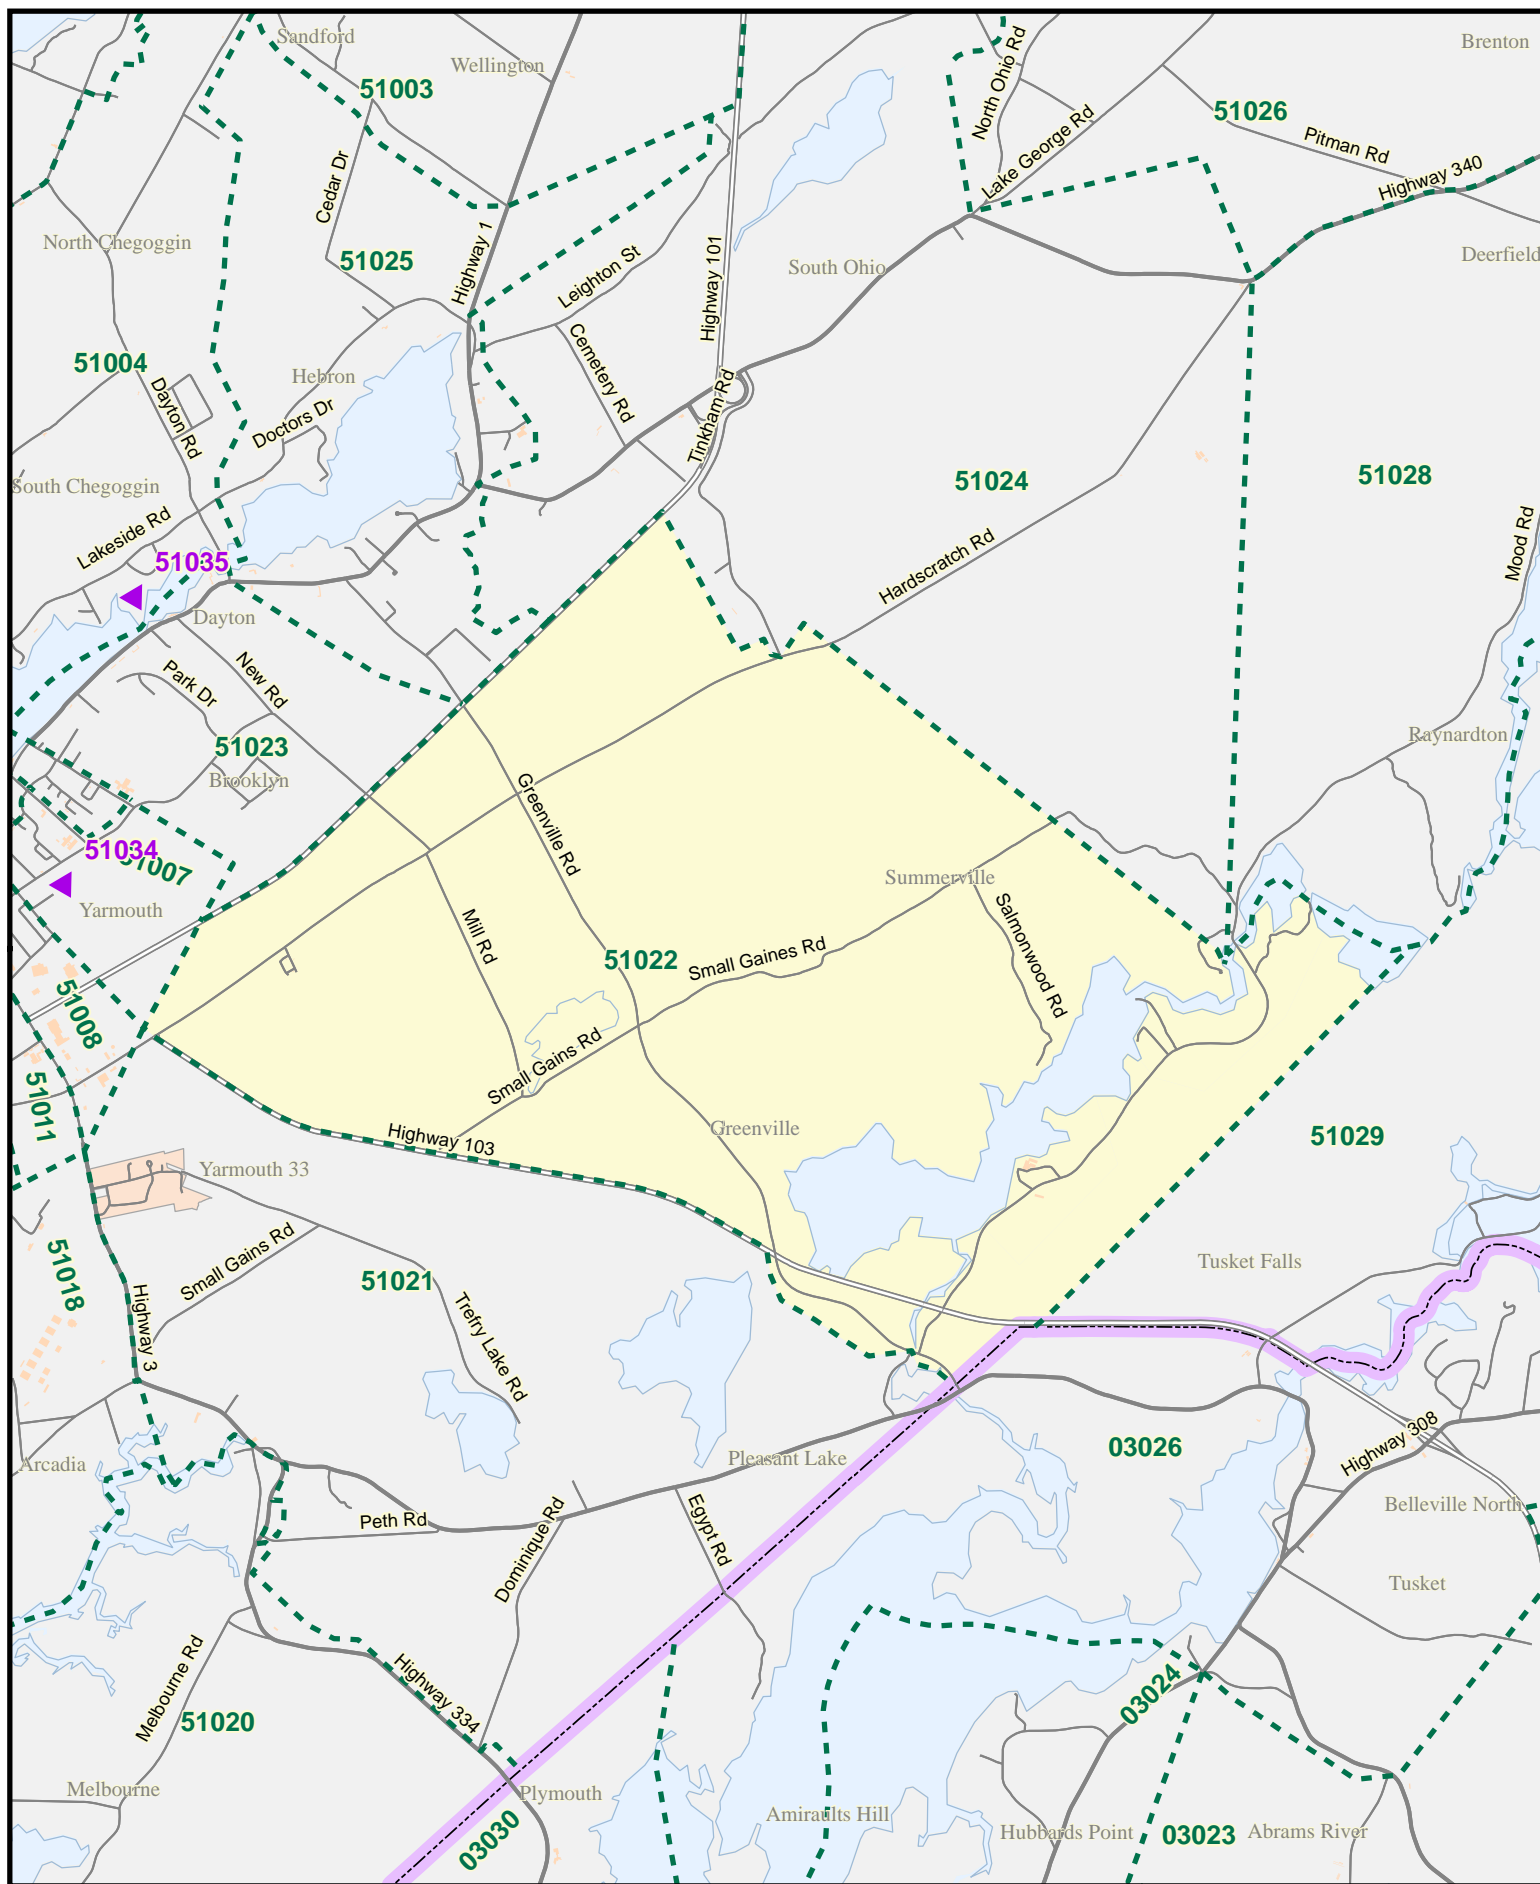 Sandford
Brenton
Wellington
51003
North Ohio Rd
51026
Lake George Rd
Pitman Rd
Highway 340
Cedar Dr
North Chegoggin
51025
Highway 1
Leighton St
Highway 101
South Ohio
Deerfield
51004
Cemetery Rd
Hebron
Dayton Rd
Doctors Dr
Tinkham Rd
51024
51028
South Chegoggin
Lakeside Rd
Mood Rd
51035
Hardscratch Rd
Dayton
Park Dr
New Rd
51023
Brooklyn
Raynardton
Greenville Rd
51034
51007
Summerville
Yarmouth
Salmonwood Rd
Mill Rd
51022
Small Gaines Rd
51008
Small Gains Rd
51011
Highway 103
Greenville
51029
Yarmouth 33
Small Gains Rd
51018
51021
Tusket Falls
Highway 3
Trefry Lake Rd
03026
Highway 308
Arcadia
Pleasant Lake
Belleville North
Peth Rd
Dominique Rd
Egypt Rd
Tusket
Melbourne Rd
Highway 334
03024
51020
Melbourne
Plymouth
Amiraults Hill
03030
Hubbards Point
03023
Abrams River